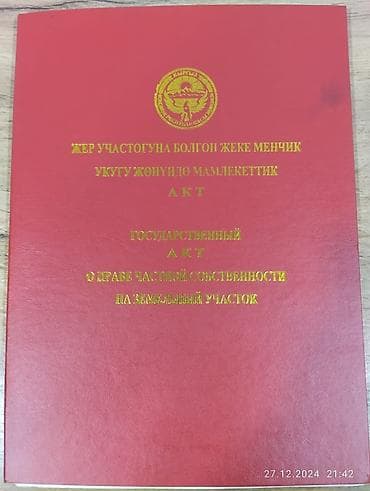 ЖЕР УЧАСТОГУНА БОЛГОН ЖЕКЕ МЕНЧИК
УКУГУ ЖӨНҮНДӨ МАМЛЕКЕТТИК
АКТ
ГОСУДАРСТВЕННЫЙ
АКТ
О ПРАВЕ ЧАСТНОЙ СОБСТВЕННОСТИ
НА ЗЕМЕЛЬНЫЙ УЧАСТОК
27.12.2024 21:42